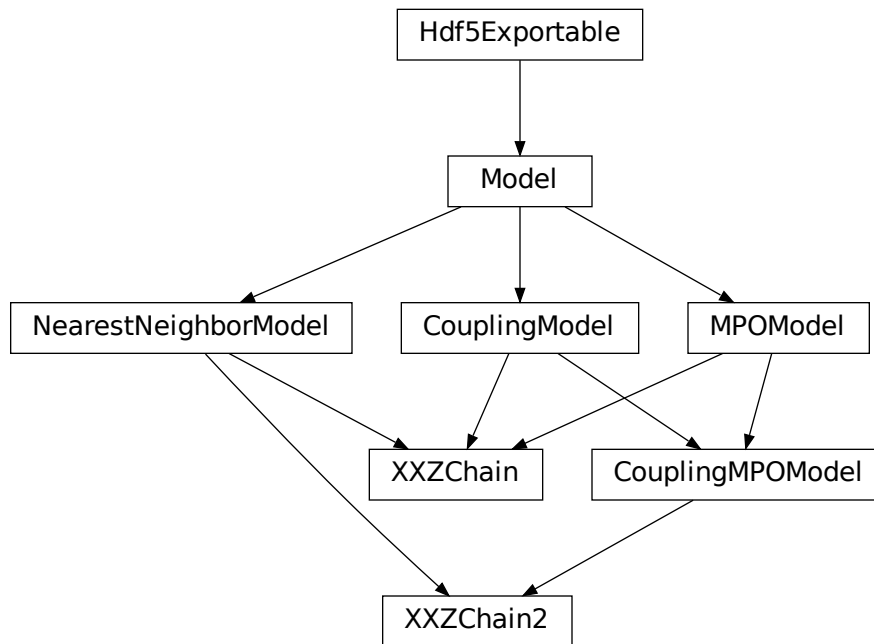 Hdf5Exportable
Model
NearestNeighborModel
CouplingModel
MPOModel
XXZChain
CouplingMPOModel
XXZChain2